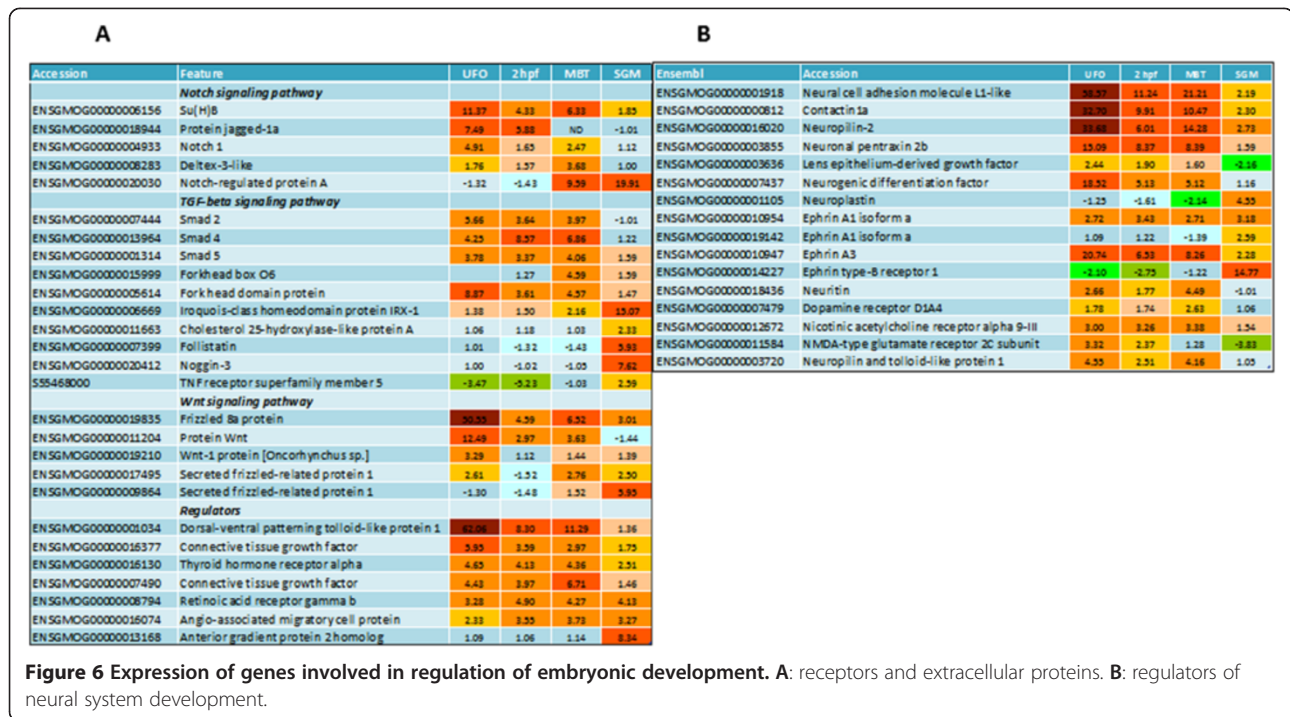 A
B
Accession Feature UFO 2hpf MBT SGM
Notch signaling pathway
ENSGMOG00000006156 Su(H)B 11.37 4.33 6.33 1.85
ENSGMOG00000018944 Protein jagged-1a 7.49 5.88 ND -1.01
ENSGMOG00000004933 Notch 1 4.91 1.65 2.47 1.12
ENSGMOG00000008283 Deltex-3-like 1.76 1.57 3.68 1.00
ENSGMOG00000020030 Notch-regulated protein A -1.32 -1.43 9.59 19.91
TGF-beta signaling pathway
ENSGMOG00000007444 Smad 2 5.66 3.64 3.97 -1.01
ENSGMOG00000013964 Smad 4 4.25 8.57 6.86 1.22
ENSGMOG00000001314 Smad 5 3.78 3.37 4.06 1.59
ENSGMOG00000015999 Forkhead box O6 1.27 4.59 1.59
ENSGMOG00000005614 Forkhead domain protein 8.87 3.61 4.57 1.47
ENSGMOG00000006669 Iroquois-class homeodomain protein IRX-1 1.38 1.50 2.16 15.07
ENSGMOG00000011663 Cholesterol 25-hydroxylase-like protein A 1.06 1.18 1.03 2.33
ENSGMOG00000007399 Follistatin 1.01 -1.32 -1.43 5.93
ENSGMOG00000020412 Noggin-3 1.00 -1.02 -1.05 7.62
S55468000 TNF receptor superfamily member 5 -3.47 -5.23 -1.03 2.59
Wnt signaling pathway
ENSGMOG00000019835 Frizzled 8a protein 4.59 6.52 3.01
ENSGMOG00000011204 Protein Wnt 12.49 2.97 3.63 -1.44
ENSGMOG00000019210 Wnt-1 protein [Oncorhynchus sp.] 3.29 1.12 1.44 1.39
ENSGMOG00000017495 Secreted frizzled-related protein 1 2.61 -1.52 2.76 2.50
ENSGMOG00000009864 Secreted frizzled-related protein 1 -1.30 -1.48 1.52 5.95
Regulators
ENSGMOG00000001034 Dorsal-ventral patterning tolloid-like protein 1 62.06 8.30 11.29 1.36
ENSGMOG00000016377 Connective tissue growth factor 5.95 3.59 2.97 1.75
ENSGMOG00000016130 Thyroid hormone receptor alpha 4.65 4.13 4.36 2.51
ENSGMOG00000007490 Connective tissue growth factor 4.43 3.97 6.71 1.46
ENSGMOG00000008794 Retinoic acid receptor gamma b 3.28 4.90 4.27 4.13
ENSGMOG00000016074 Angio-associated migratory cell protein 2.33 3.55 3.73 3.27
ENSGMOG00000013168 Anterior gradient protein 2 homolog 1.09 1.06 1.14 8.34
Ensembl Accession UFO 2 hpf MBT SGM
ENSGMOG00000001918 Neural cell adhesion molecule L1-like 11.24 21.21 2.19
ENSGMOG00000000812 Contactin 1a 32.70 9.91 10.47 2.30
ENSGMOG00000016020 Neuropilin-2 33.68 6.01 14.28 2.73
ENSGMOG00000003855 Neuronal pentraxin 2b 15.09 8.37 8.39 1.59
ENSGMOG00000003636 Lens epithelium-derived growth factor 2.44 1.90 1.60 -2.16
ENSGMOG00000007437 Neurogenic differentiation factor 18.52 5.13 5.12 1.16
ENSGMOG00000001105 Neuroplastin -1.25 -1.61 -2.14 4.55
ENSGMOG00000010954 Ephrin A1 isoform a 2.72 3.43 2.71 3.18
ENSGMOG00000019142 Ephrin A1 isoform a 1.09 1.22 -1.39 2.59
ENSGMOG00000010947 Ephrin A3 20.74 6.53 8.26 2.28
ENSGMOG00000014227 Ephrin type-B receptor 1 -2.10 -2.75 -1.22 14.77
ENSGMOG00000018436 Neuritin 2.66 1.77 4.49 -1.01
ENSGMOG00000007479 Dopamine receptor D1A4 1.78 1.74 2.63 1.06
ENSGMOG00000012672 Nicotinic acetylcholine receptor alpha 9-III 3.00 3.26 3.38 1.54
ENSGMOG00000011584 NMDA-type glutamate receptor 2C subunit 3.32 2.37 1.28 -3.83
ENSGMOG00000003720 Neuropilin and tolloid-like protein 1 4.55 2.51 4.16 1.05
Figure 6 Expression of genes involved in regulation of embryonic development. A: receptors and extracellular proteins. B: regulators of
neural system development.